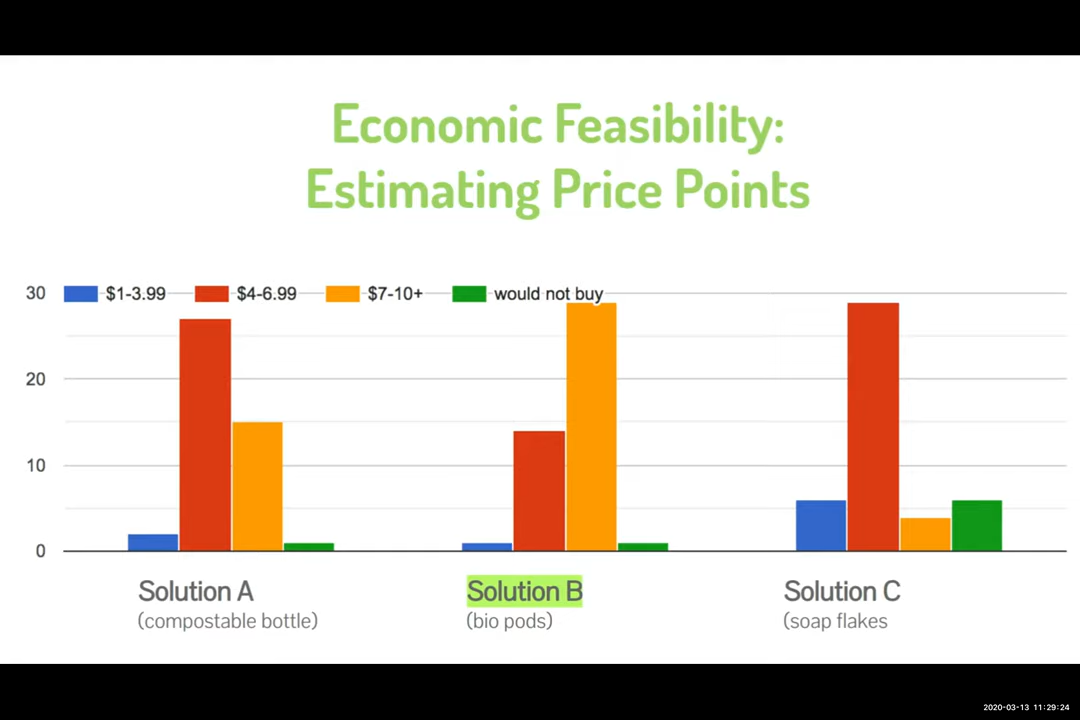 Economic Feasibility:
Estimating Price Points
30 $1-3.99 $4-6.99 $7-10+ would not buy
20
10
0
Solution A Solution B Solution C
(compostable bottle) (bio pods) (soap flakes
2020-03-13 11:29:24